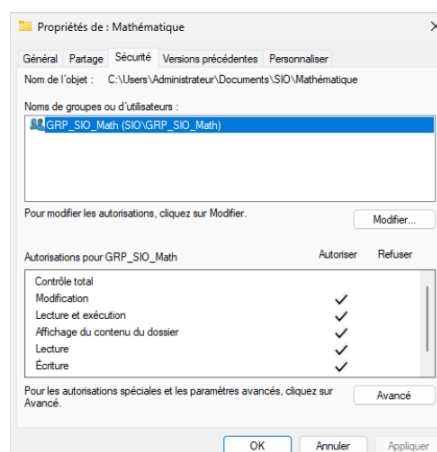 Propriétés de : Mathématique
Général Partage Sécurité Versions précédentes Personnaliser
Nom de l'objet : C:\Users\Administrateur\Documents\SIO\Mathématique
Noms de groupes ou d'utilisateurs :
GRP_SIO_Math (SIO\GRP_SIO_Math)
Pour modifier les autorisations, cliquez sur Modifier.
Modifier...
Autorisations pour GRP_SIO_Math Autoriser Refuser
Contrôle total
Modification
Lecture et exécution
Affichage du contenu du dossier
Lecture
Écriture
Pour les autorisations spéciales et les paramètres avancés, cliquez sur
Avancé.
Avancé
OK Annuler Appliquer